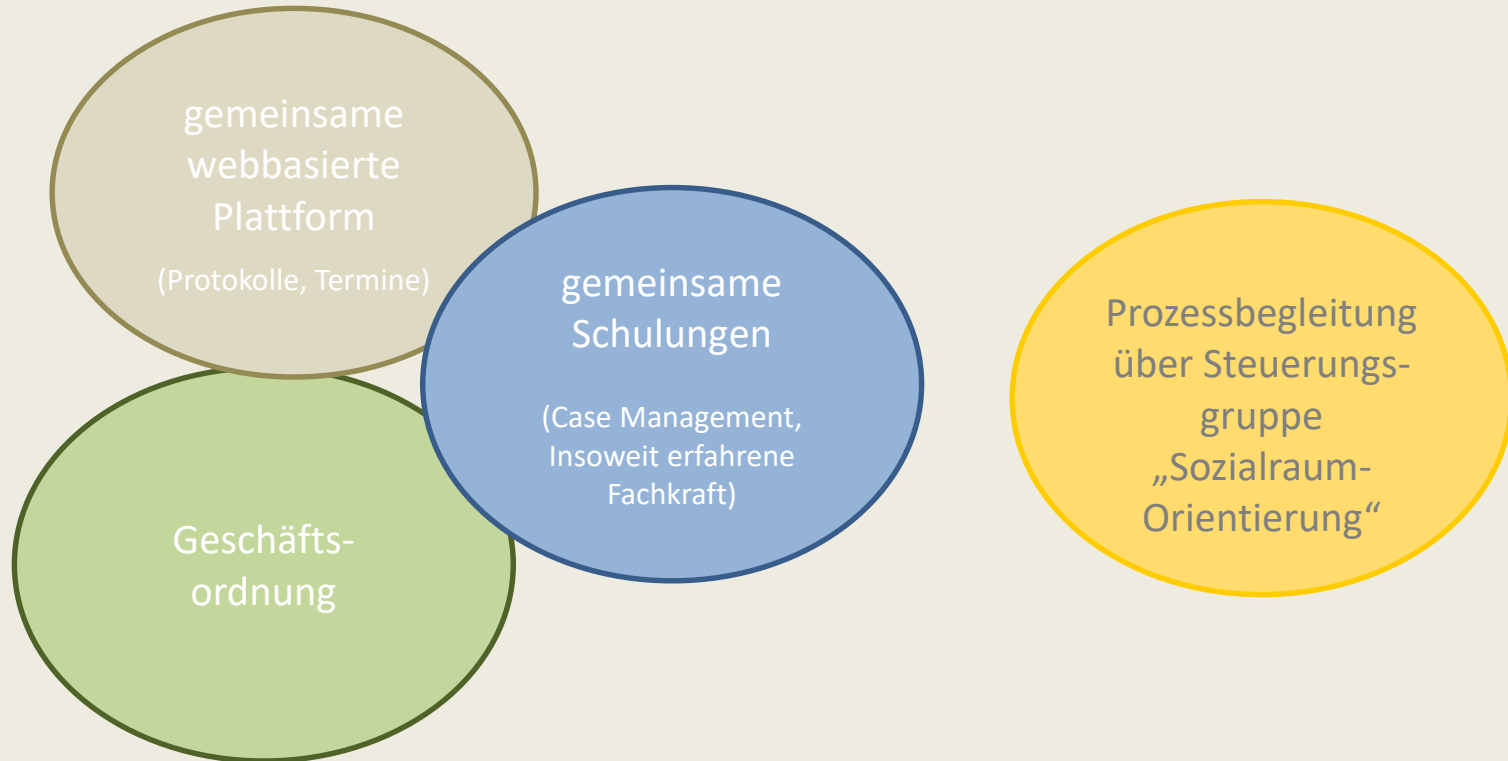 gemeinsame
webbasierte
Plattform
(Protokolle, Termine)
gemeinsame
Schulungen
(Case Management,
Insoweit erfahrene
Fachkraft)
Geschäfts-
ordnung
Prozessbegleitung
über Steuerungs-
gruppe
„Sozialraum-
Orientierung“